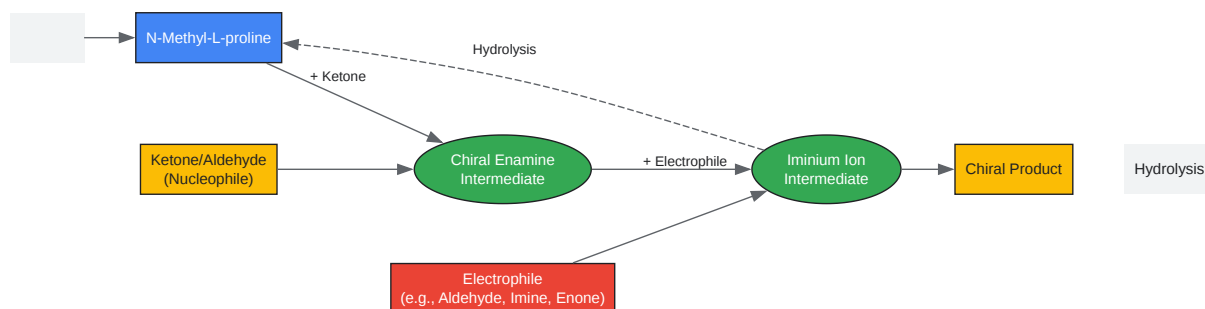 N-Methyl-L-proline
Hydrolysis
+ Ketone
Ketone/Aldehyde
(Nucleophile)
Chiral Enamine
Intermediate
+ Electrophile
Iminium Ion
Intermediate
Chiral Product
Hydrolysis
Electrophile
(e.g., Aldehyde, Imine, Enone)